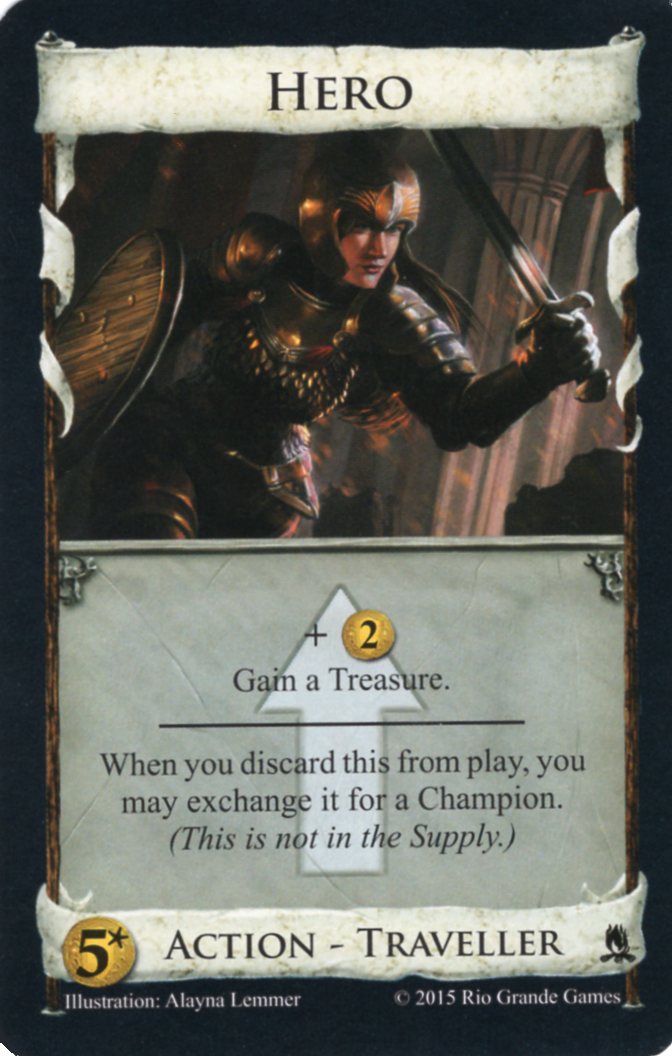 Hero
+ 2
Gain a Treasure.
When you discard this from play, you
may exchange it for a Champion.
(This is not in the Supply.)
5* Action - Traveller
Illustration: Alayna Lemmer © 2015 Rio Grande Games